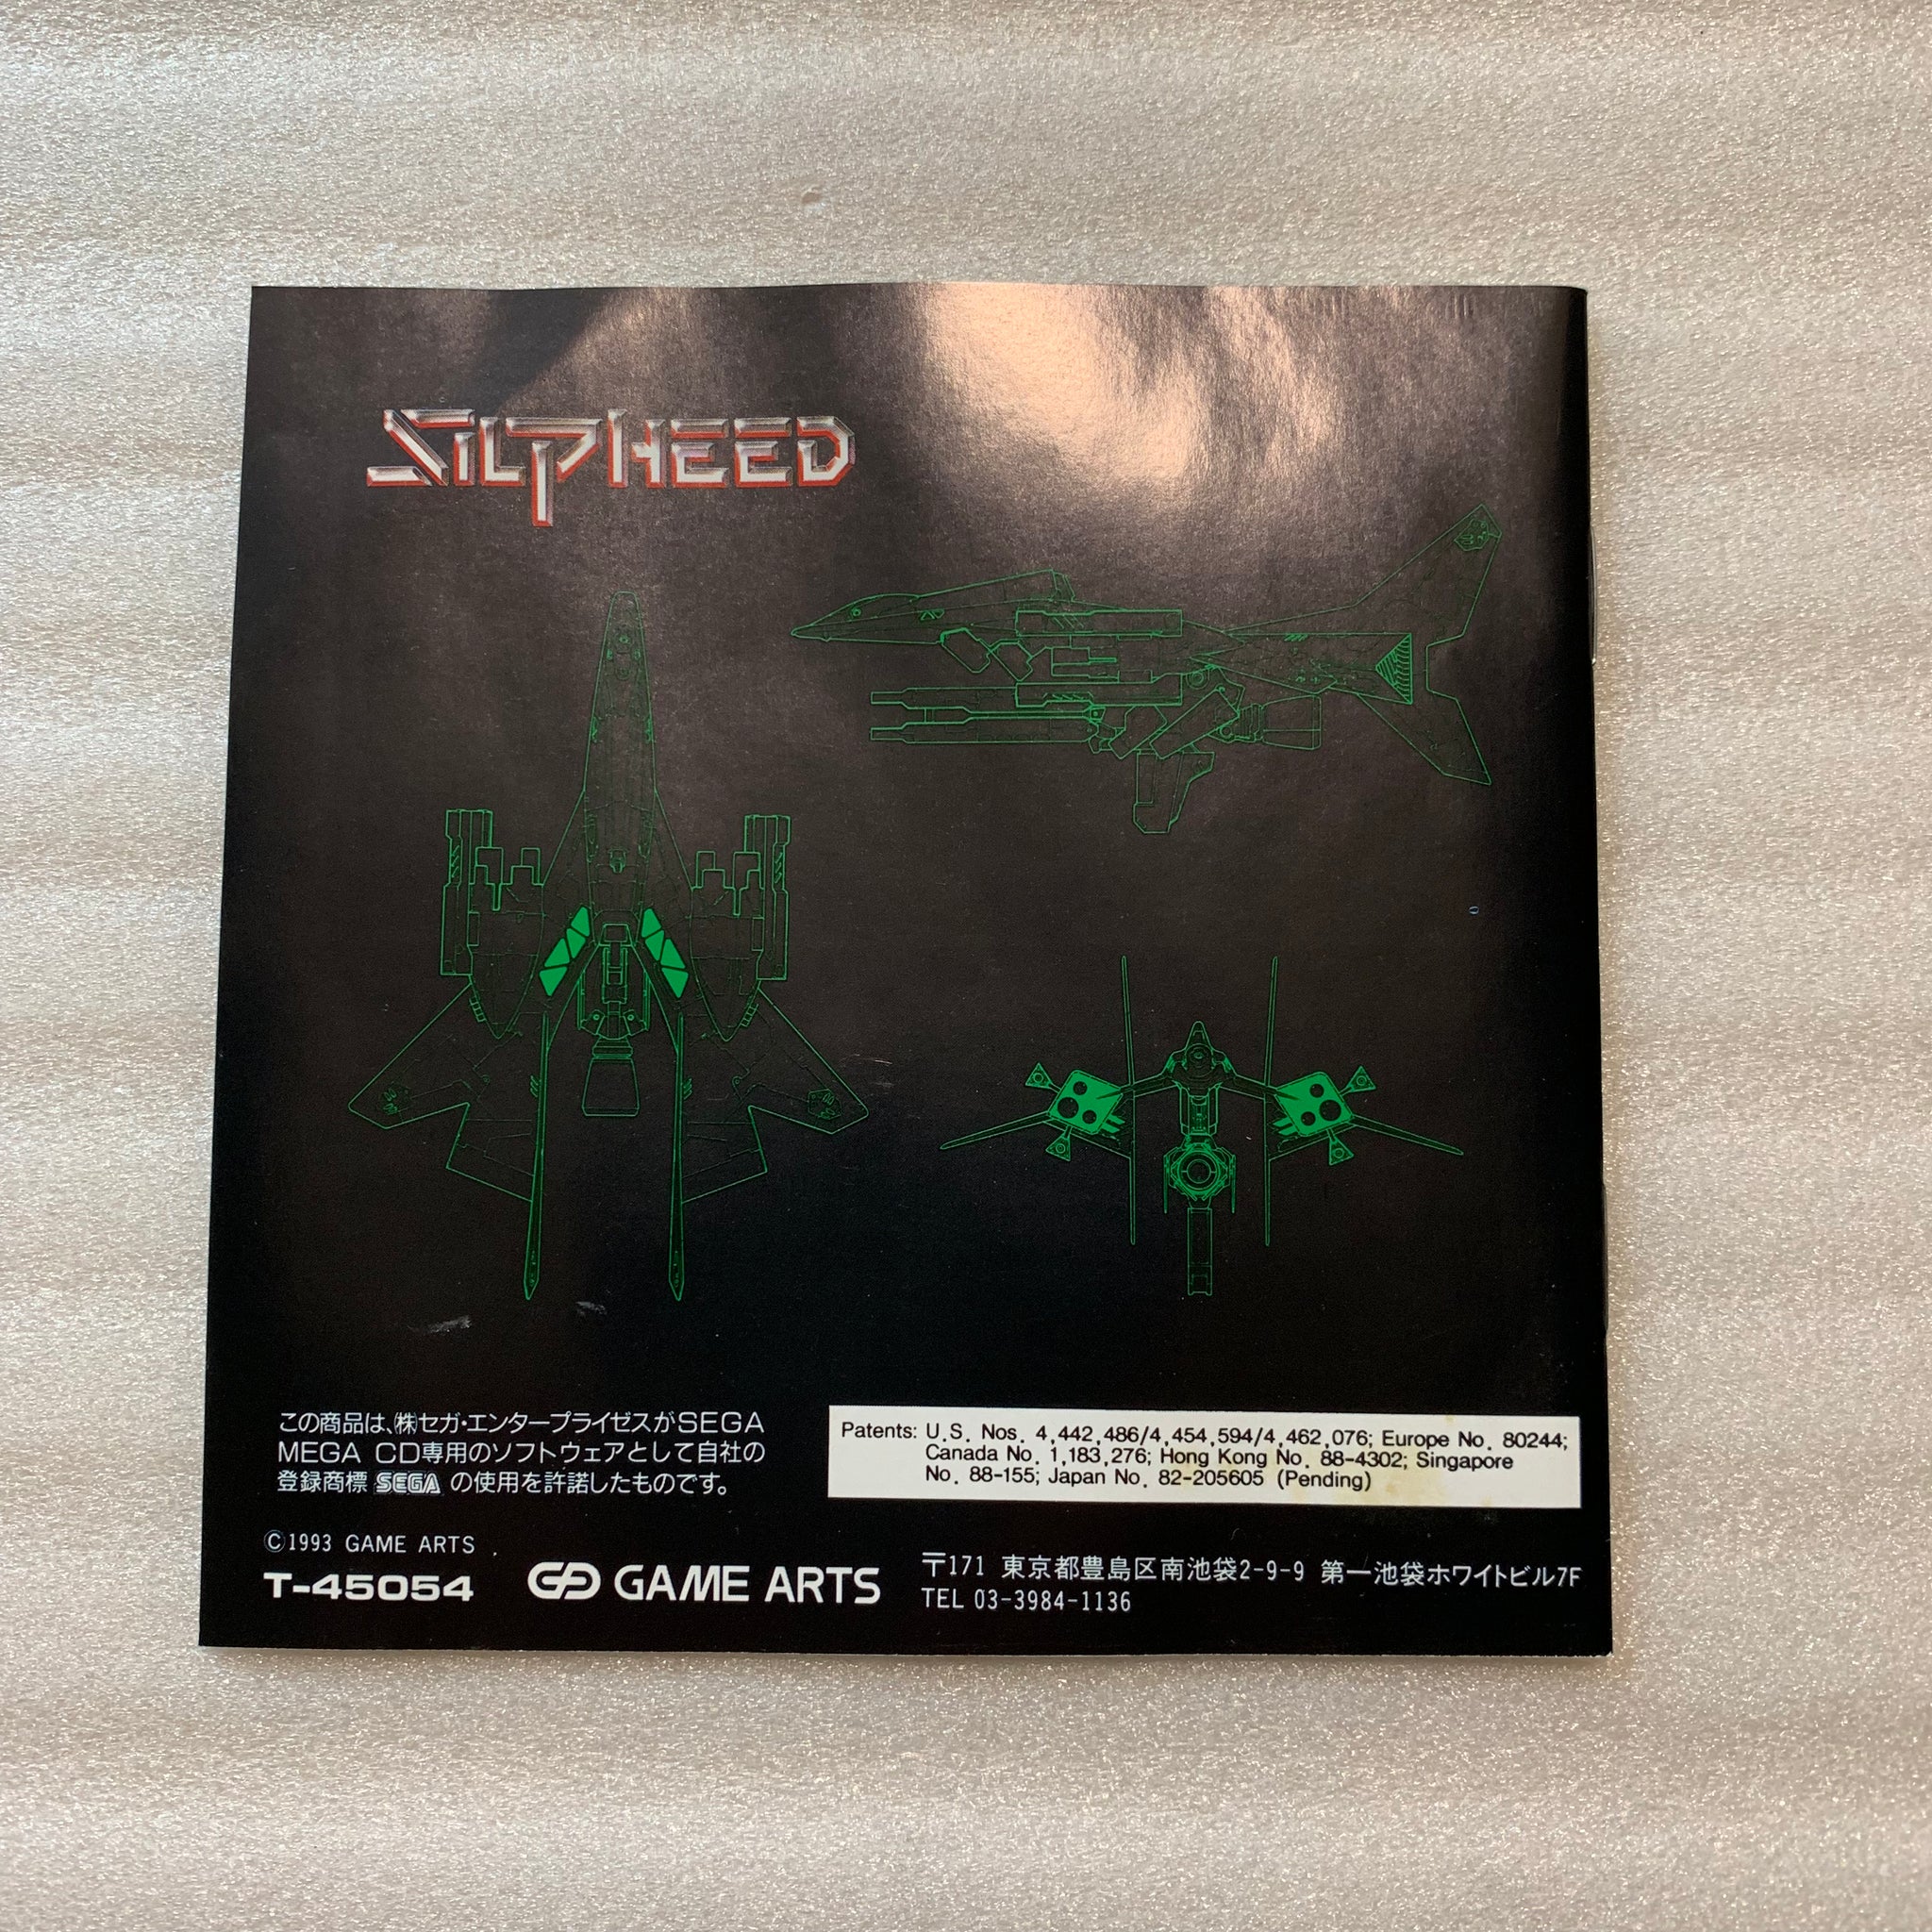 SILPHEED
この商品は、㈱セガ・エンタープライゼスがSEGA
MEGA CD専用のソフトウェアとして自社の
登録商標 SEGA の使用を許諾したものです。
Patents: U.S. Nos. 4,442,486/4,454,594/4,462,076; Europe No. 80244;
Canada No. 1,183,276; Hong Kong No. 88-4302; Singapore
No. 88-155; Japan No. 82-205605 (Pending)
©1993 GAME ARTS
T-45054
GAME ARTS
〒171 東京都豊島区南池袋2-9-9 第一池袋ホワイトビル7F
TEL 03-3984-1136